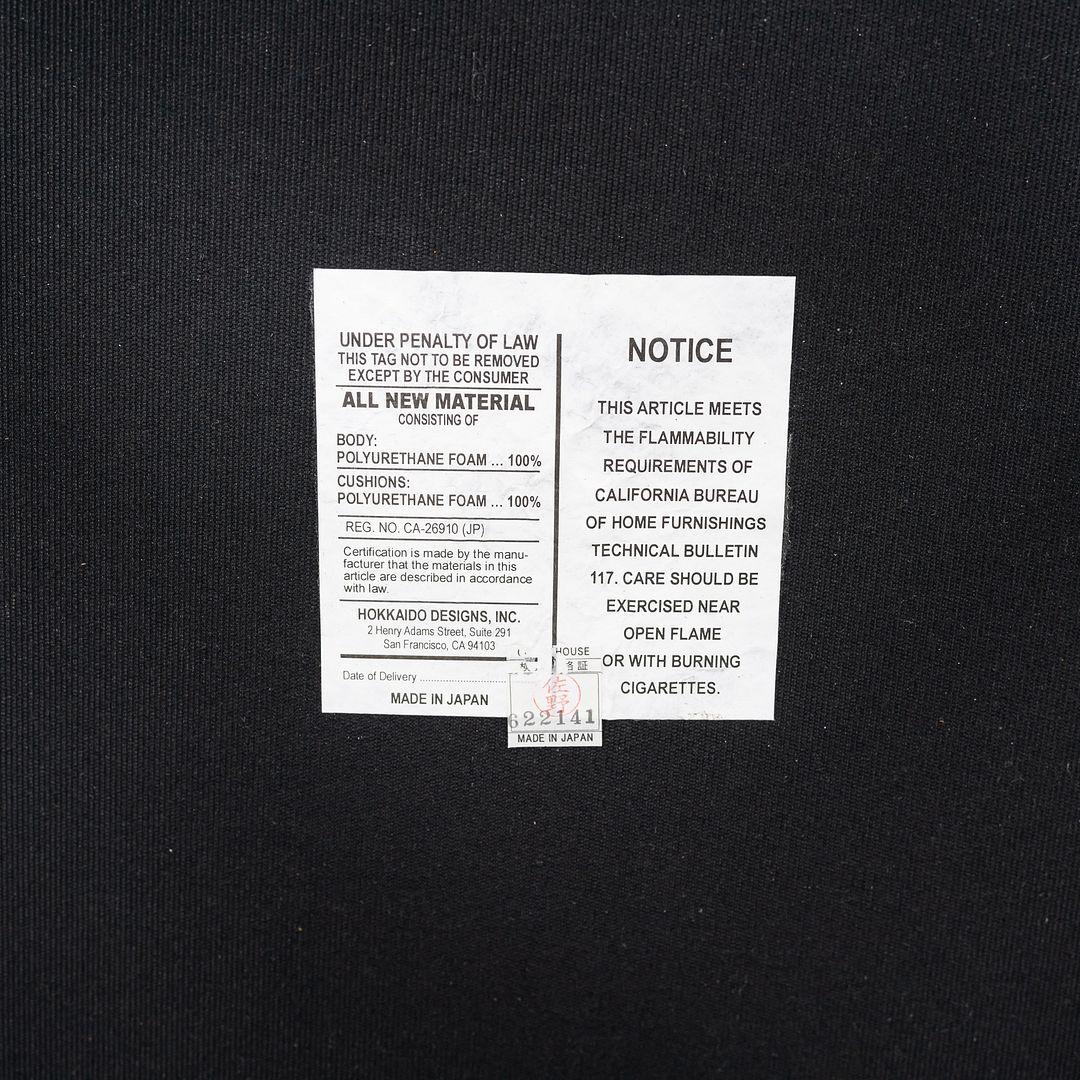 UNDER PENALTY OF LAW
THIS TAG NOT TO BE REMOVED
EXCEPT BY THE CONSUMER
ALL NEW MATERIAL
CONSISTING OF
BODY:
POLYURETHANE FOAM ... 100%
CUSHIONS:
POLYURETHANE FOAM ... 100%
REG. NO. CA-26910 (JP)
Certification is made by the manu-
facturer that the materials in this
article are described in accordance
with law.
HOKKAIDO DESIGNS, INC.
2 Henry Adams Street, Suite 291
San Francisco, CA 94103
Date of Delivery ..............................
MADE IN JAPAN
NOTICE
THIS ARTICLE MEETS
THE FLAMMABILITY
REQUIREMENTS OF
CALIFORNIA BUREAU
OF HOME FURNISHINGS
TECHNICAL BULLETIN
117. CARE SHOULD BE
EXERCISED NEAR
OPEN FLAME
OR WITH BURNING
CIGARETTES.
HOUSE
格証
佐野
622141
MADE IN JAPAN